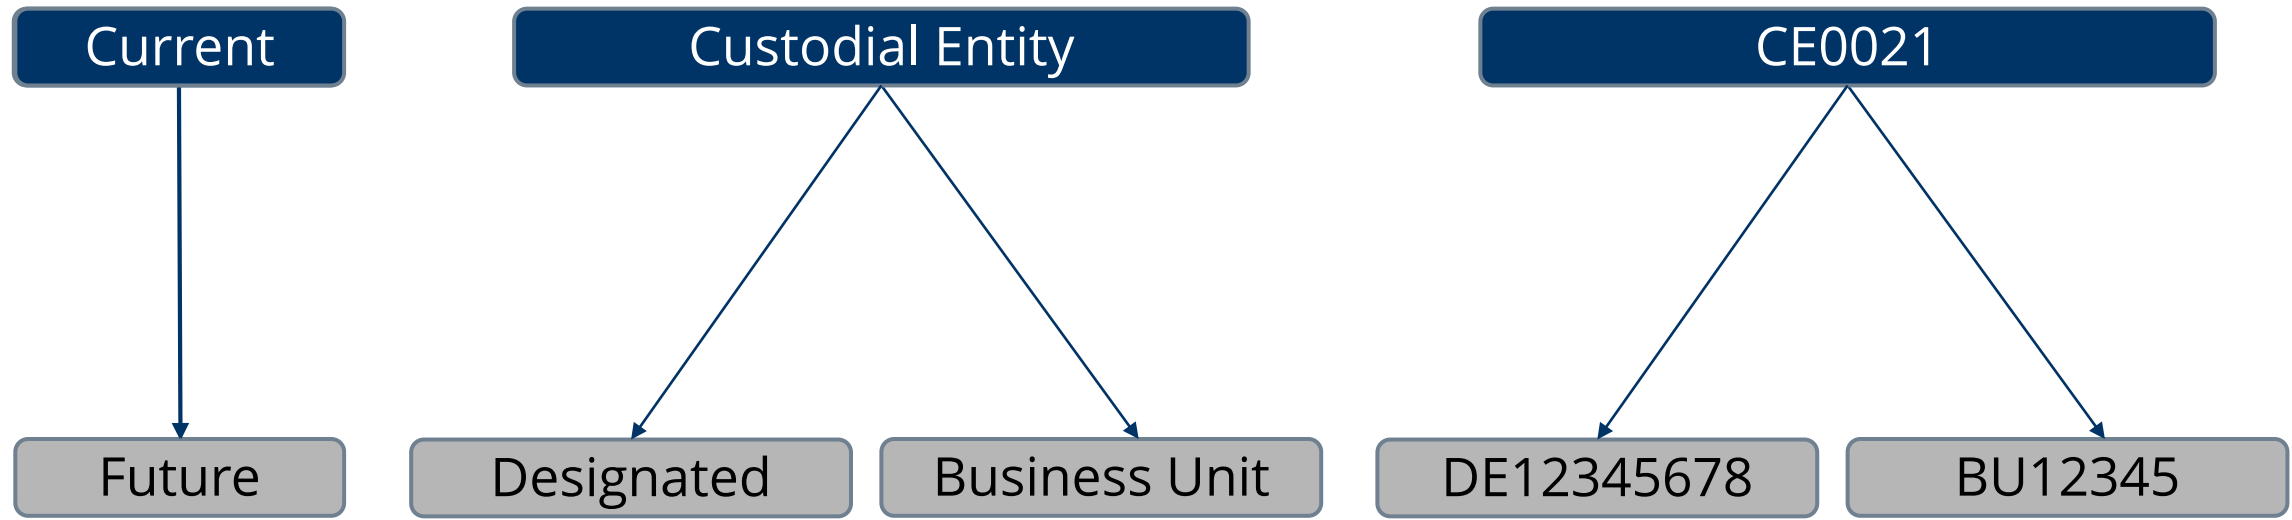 Current
Custodial Entity
CE0021
Future
Designated
Business Unit
DE12345678
BU12345